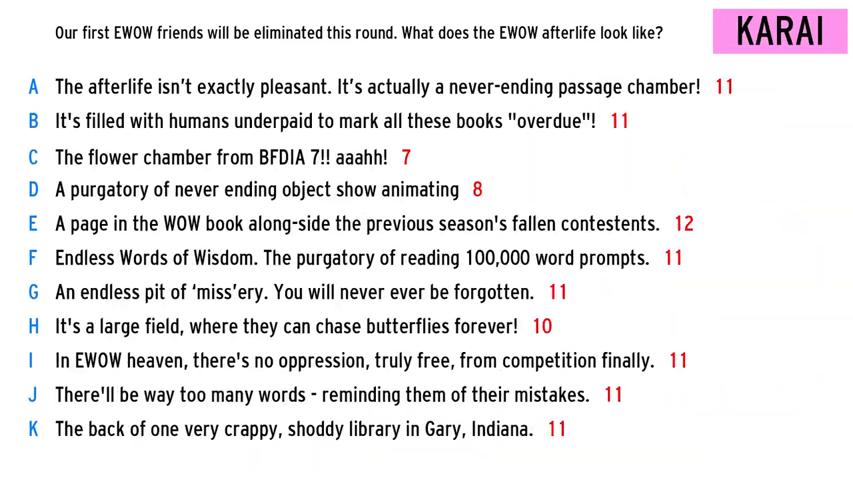 Our first EWOW friends will be eliminated this round. What does the EWOW afterlife look like?
KARAI
A The afterlife isn’t exactly pleasant. It’s actually a never-ending passage chamber! 11
B It's filled with humans underpaid to mark all these books "overdue"! 11
C The flower chamber from BFDIA 7!! aaahh! 7
D A purgatory of never ending object show animating 8
E A page in the WOW book along-side the previous season's fallen contestents. 12
F Endless Words of Wisdom. The purgatory of reading 100,000 word prompts. 11
G An endless pit of ‘miss’ery. You will never ever be forgotten. 11
H It's a large field, where they can chase butterflies forever! 10
I In EWOW heaven, there's no oppression, truly free, from competition finally. 11
J There'll be way too many words - reminding them of their mistakes. 11
K The back of one very crappy, shoddy library in Gary, Indiana. 11